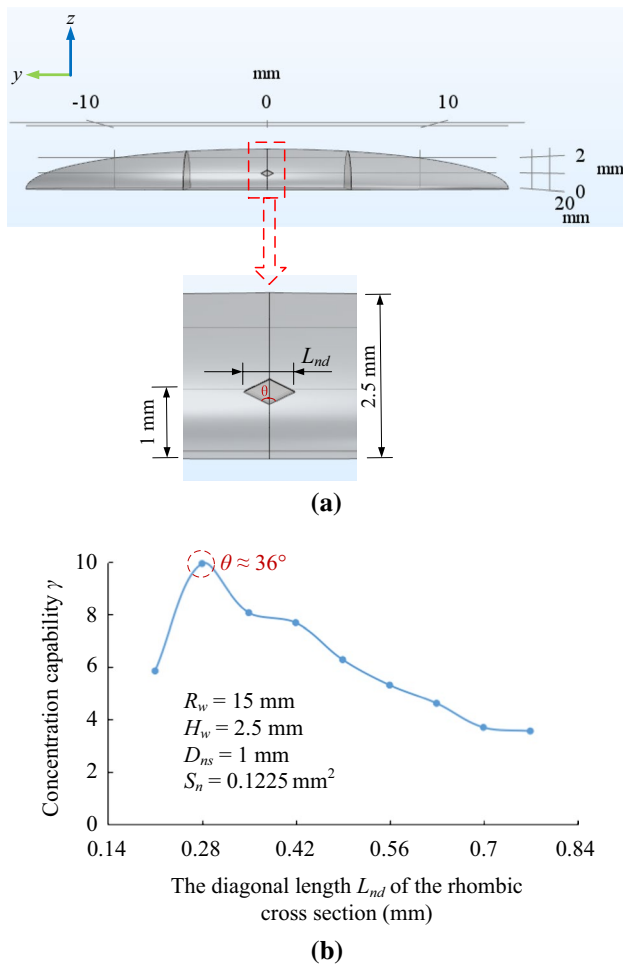 z
y
mm
-10 0 10
2
mm
0
20
mm
L_nd
θ
1 mm
2.5 mm
(a)
10
θ ≈ 36°
8
6
4
2
0
Concentration capability γ
R_w = 15 mm
H_w = 2.5 mm
D_ns = 1 mm
S_n = 0.1225 mm²
0.14 0.28 0.42 0.56 0.7 0.84
The diagonal length L_nd of the rhombic
cross section (mm)
(b)